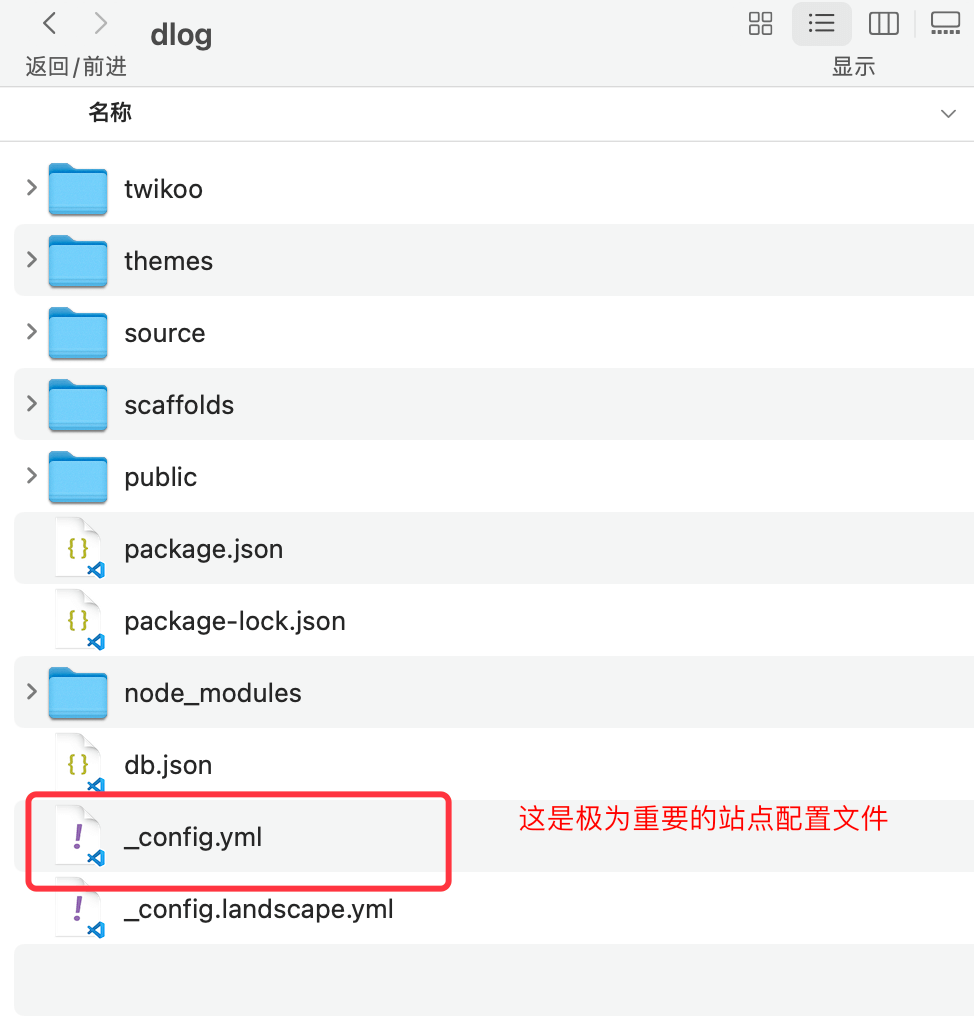 dlog
返回/前进
显示
名称
twikoo
themes
source
scaffolds
public
package.json
package-lock.json
node_modules
db.json
_config.yml
这是极为重要的站点配置文件
_config.landscape.yml